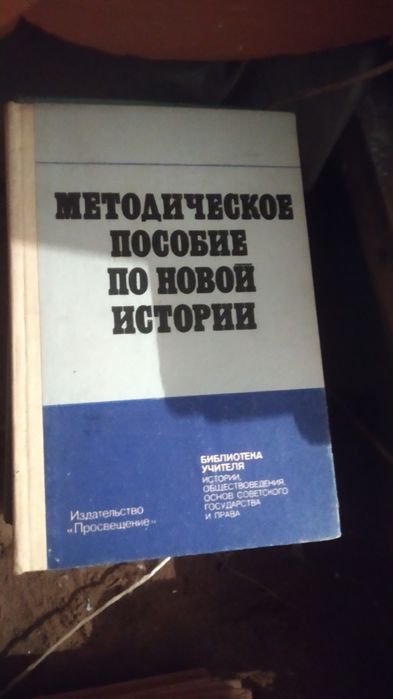 МЕТОДИЧЕСКОЕ
ПОСОБИЕ
ПО НОВОЙ
ИСТОРИИ
БИБЛИОТЕКА
УЧИТЕЛЯ
ИСТОРИИ,
ОБЩЕСТВОВЕДЕНИЯ,
ОСНОВ СОВЕТСКОГО
ГОСУДАРСТВА
И ПРАВА
Издательство
«Просвещение»